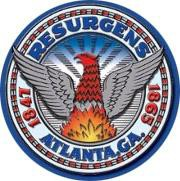 RESURGENS
1847
1865
ATLANTA, GA.